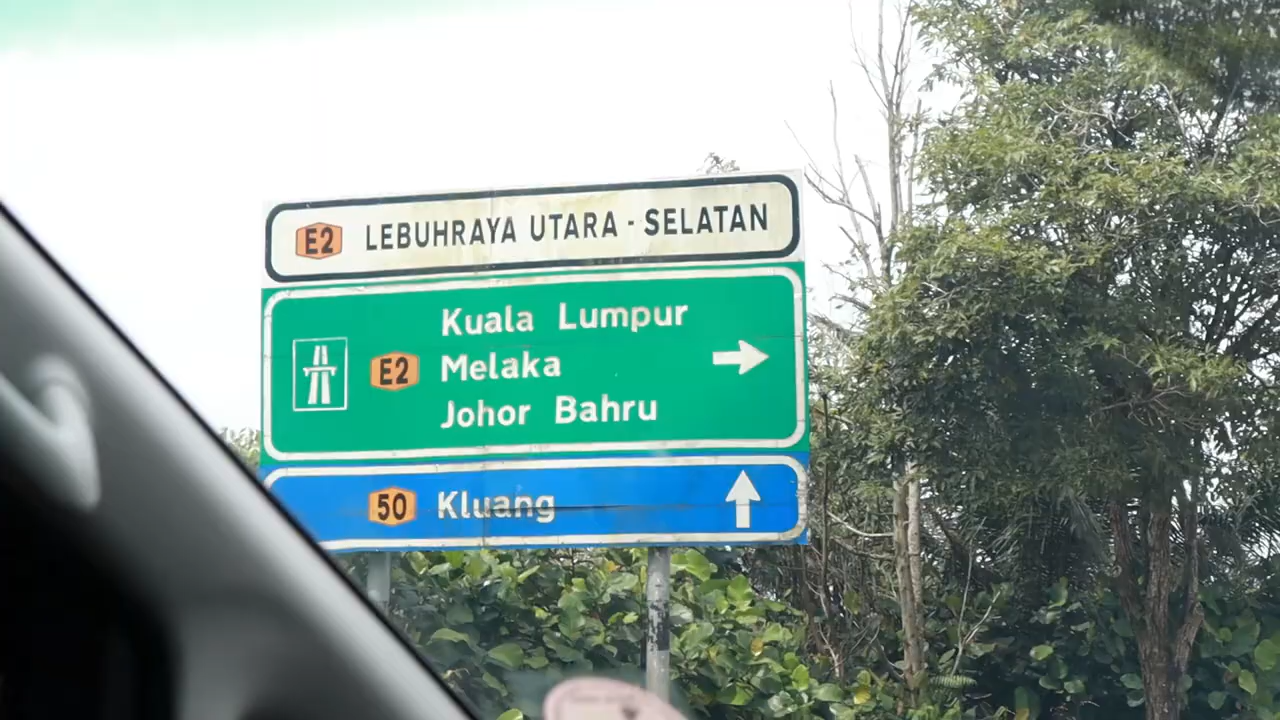 E2 LEBUHRAYA UTARA - SELATAN
Kuala Lumpur
E2 Melaka
Johor Bahru
50 Kluang